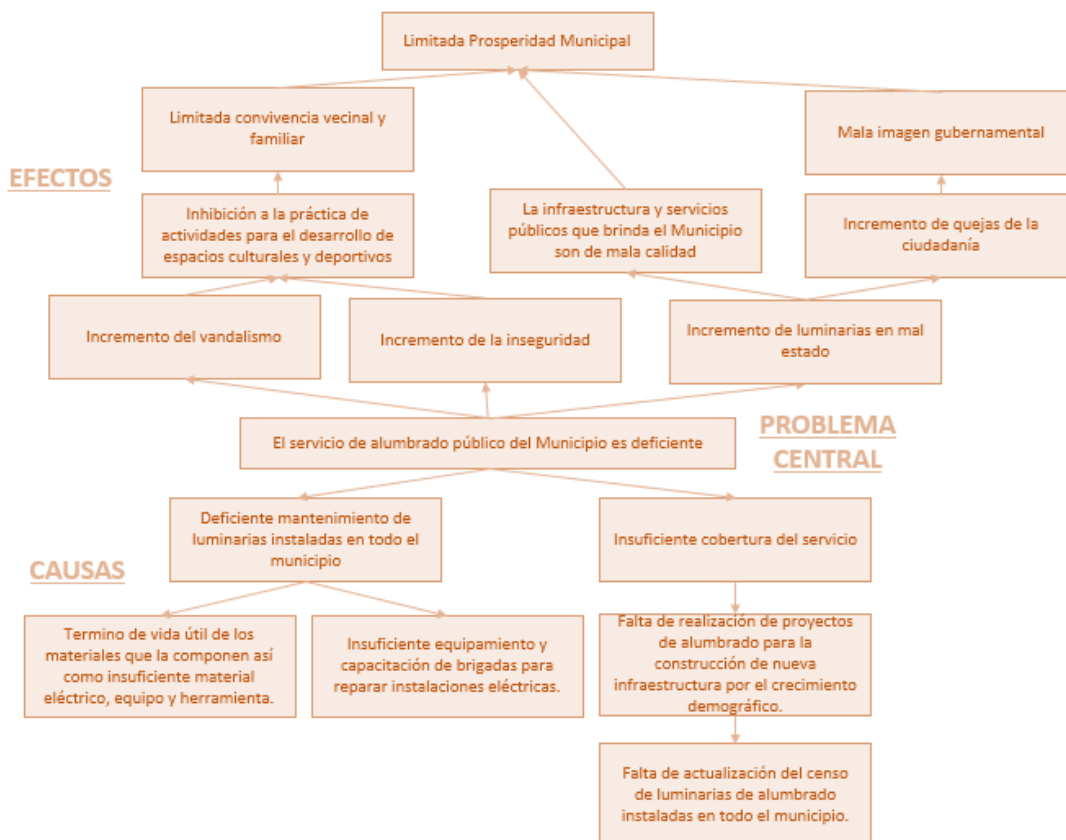 Limitada Prosperidad Municipal
Limitada convivencia vecinal y
familiar
Mala imagen gubernamental
EFECTOS
Inhibición a la práctica de
actividades para el desarrollo de
espacios culturales y deportivos
La infraestructura y servicios
públicos que brinda el Municipio
son de mala calidad
Incremento de quejas de la
ciudadanía
Incremento del vandalismo
Incremento de la inseguridad
Incremento de luminarias en mal
estado
El servicio de alumbrado público del Municipio es deficiente
PROBLEMA
CENTRAL
Deficiente mantenimiento de
luminarias instaladas en todo el
municipio
Insuficiente cobertura del servicio
CAUSAS
Termino de vida útil de los
materiales que la componen así
como insuficiente material
eléctrico, equipo y herramienta.
Insuficiente equipamiento y
capacitación de brigadas para
reparar instalaciones eléctricas.
Falta de realización de proyectos
de alumbrado para la
construcción de nueva
infraestructura por el crecimiento
demográfico.
Falta de actualización del censo
de luminarias de alumbrado
instaladas en todo el municipio.